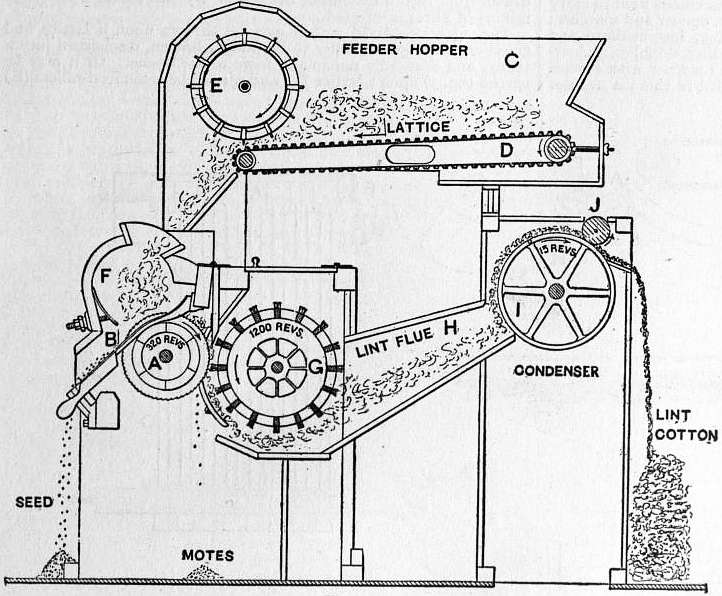 FEEDER HOPPER
C
E
LATTICE
D
J
F
15 REVS
B
320 REVS
A
1200 REVS.
G
LINT FLUE H
I
CONDENSER
LINT
COTTON
SEED
MOTES